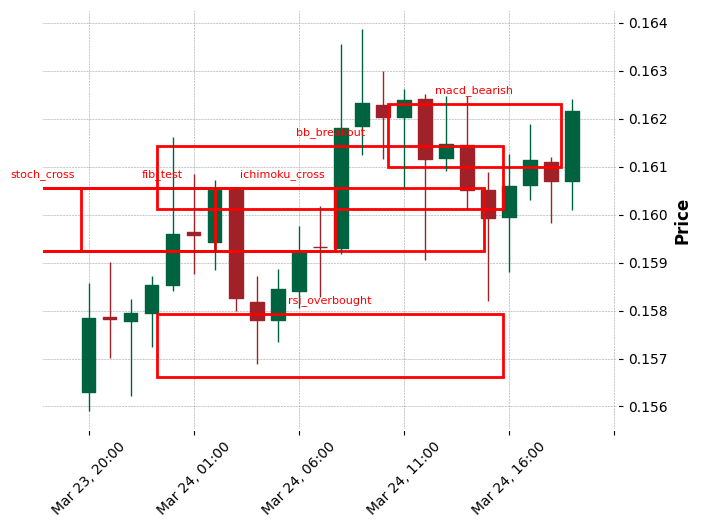 0.164
0.163
macd_bearish
0.162
bb_breakout
0.161
stoch_cross
fib_test
ichimoku_cross
0.160
Price
0.159
rsi_overbought
0.158
0.157
0.156
Mar 23, 20:00
Mar 24, 01:00
Mar 24, 06:00
Mar 24, 11:00
Mar 24, 16:00